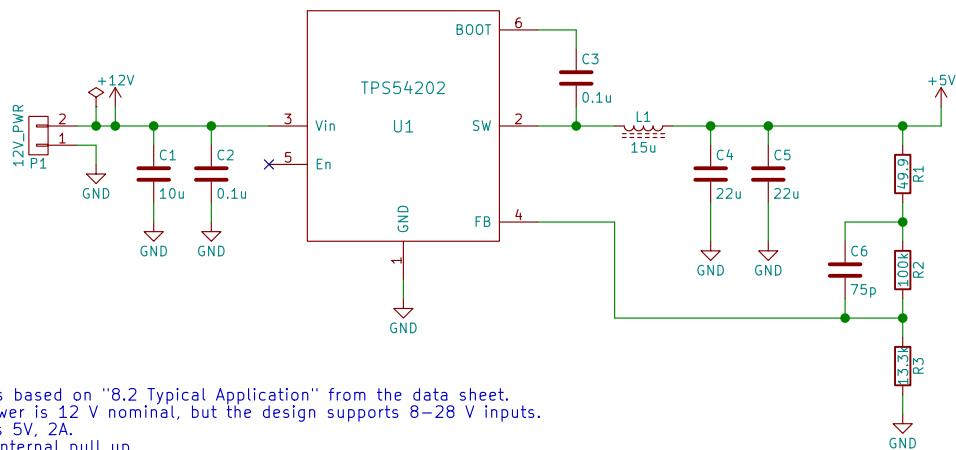 BOOT
6
C3
0.1u
TPS54202
U1
+12V
12V_PWR
2
1
P1
GND
3
Vin
SW
2
L1
15u
+5V
5
En
C1
10u
C2
0.1u
C4
22u
C5
22u
49.9
R1
GND
GND
GND
1
FB
4
GND
GND
C6
75p
100k
R2
GND
13.3k
R3
GND
based on "8.2 Typical Application" from the data sheet.
is 12 V nominal, but the design supports 8-28 V inputs.
5V, 2A.
pull up